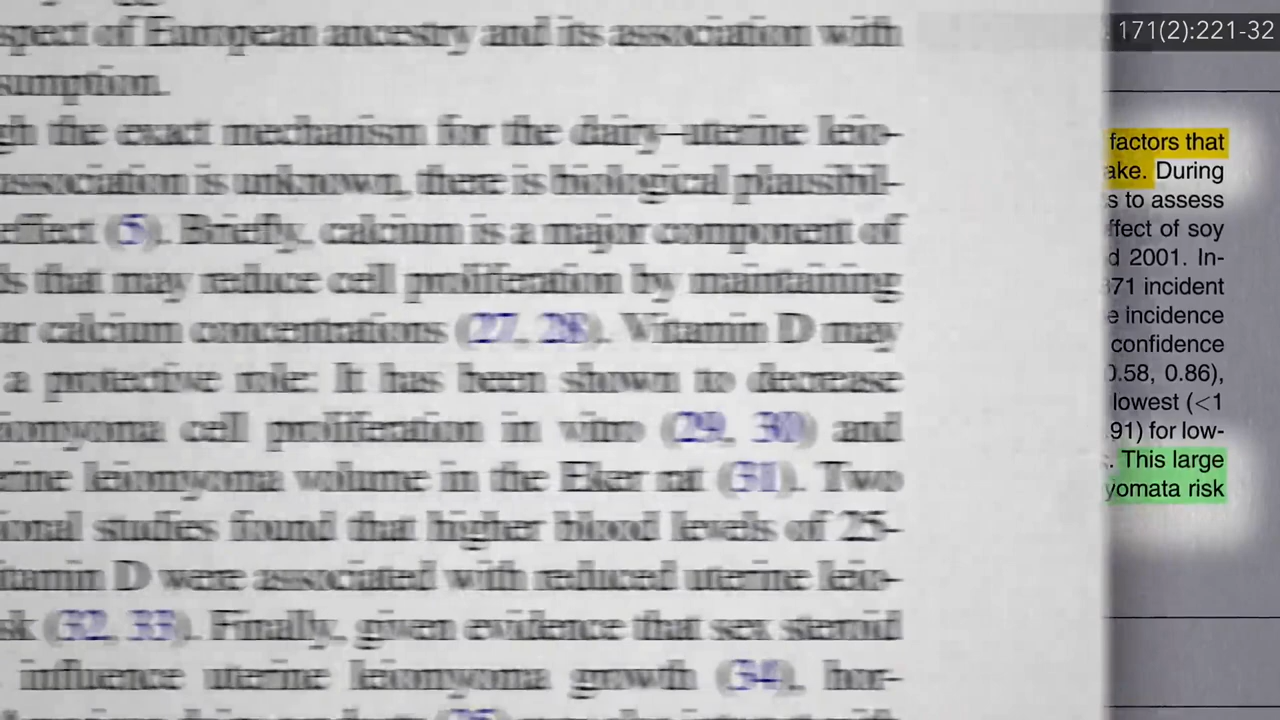 spect of European ancestry and its association with
sumption.
gh the exact mechanism for the dairy–uterine leio-
association is unknown, there is biological plausibil-
effect (5). Briefly, calcium is a major component of
ds that may reduce cell proliferation by maintaining
ar calcium concentrations (27, 28). Vitamin D may
a protective role: It has been shown to decrease
iomyoma cell proliferation in vitro (29, 30) and
erine leiomyoma volume in the Eker rat (31). Two
ional studies found that higher blood levels of 25-
itamin D were associated with reduced uterine leio-
sk (32, 33). Finally, given evidence that sex steroid
influence uterine leiomyoma growth (34), hor-
171(2):221-32
factors that
ake. During
s to assess
ffect of soy
d 2001. In-
371 incident
e incidence
confidence
0.58, 0.86),
lowest (<1
.91) for low-
. This large
yomata risk